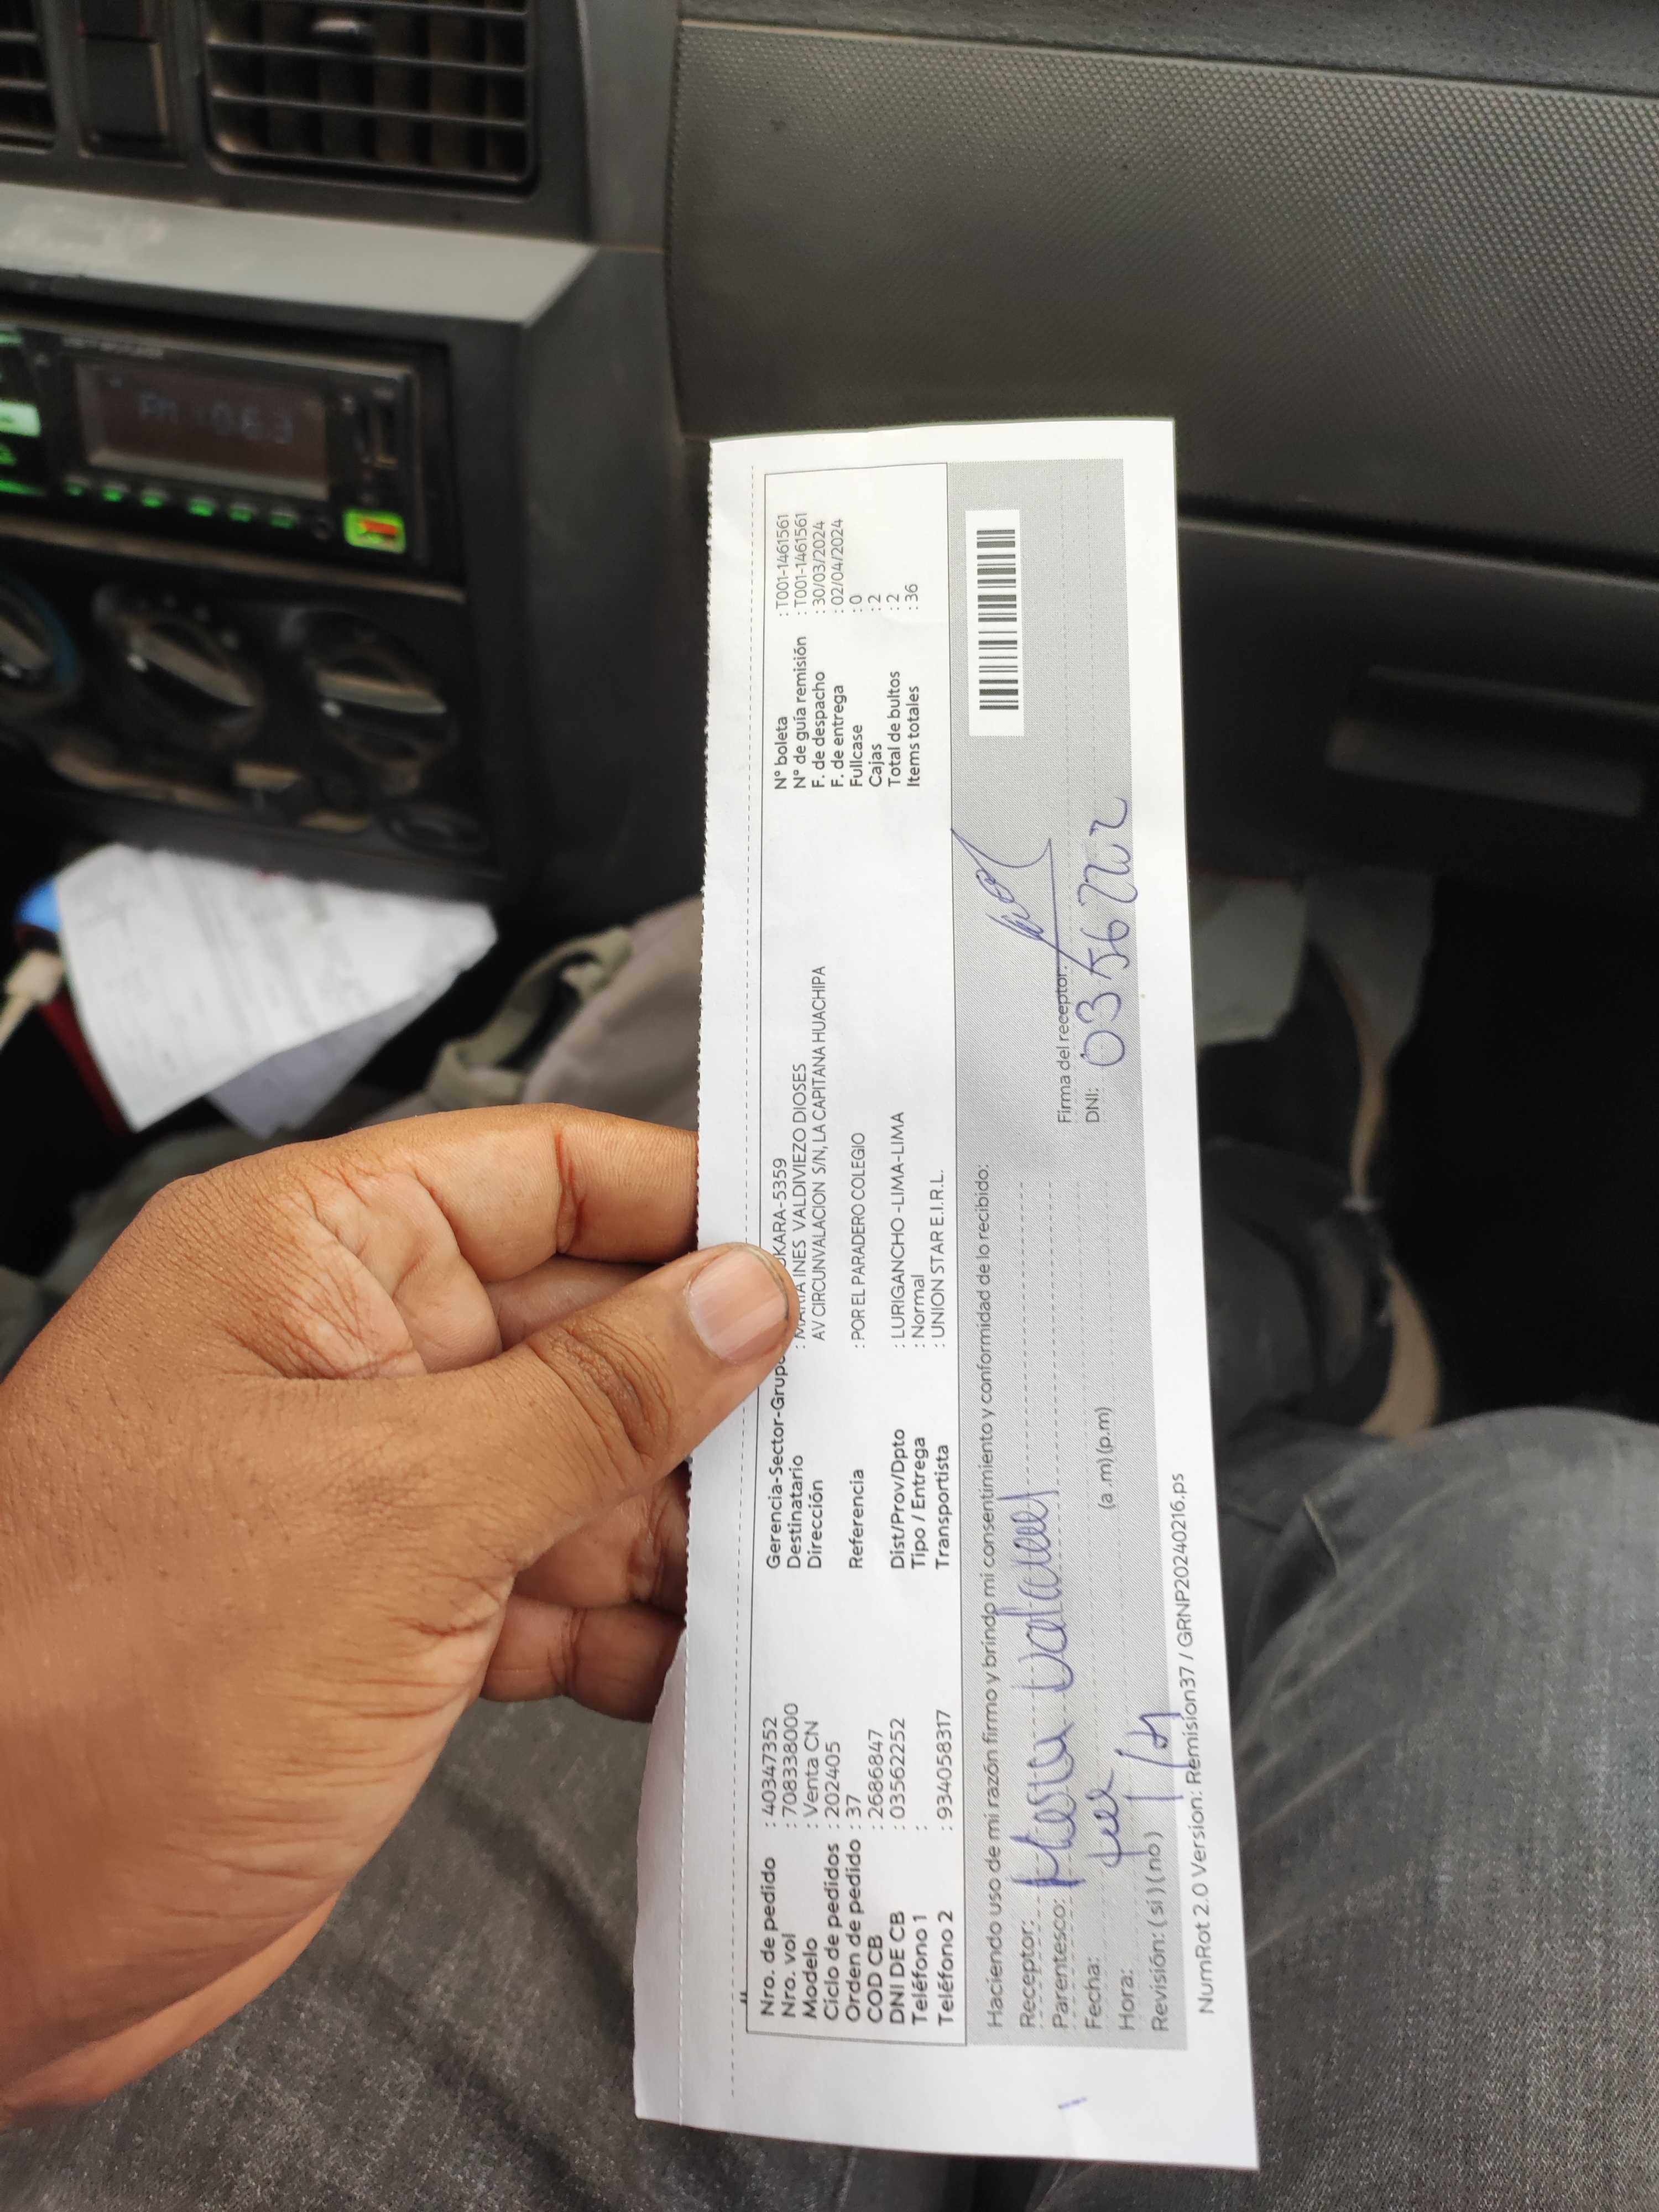 Nro. de pedido : 40347352
Nro. vol : 708338000
Modelo : Venta CN
Ciclo de pedidos : 202405
Orden de pedido : 37
COD CB : 2686847
DNI DE CB : 03562252
Teléfono 1 :
Teléfono 2 : 934058317
Gerencia-Sector-Grup KARA-5359
Destinatario : MARIA INES VALDIVIEZO DIOSES
Dirección AV CIRCUNVALACION S/N, LA CAPITANA HUACHIPA
Referencia : POR EL PARADERO COLEGIO
Dist/Prov/Dpto : LURIGANCHO -LIMA-LIMA
Tipo / Entrega : Normal
Transportista : UNION STAR E.I.R.L.
N° boleta : T001-1461561
N° de guía remisión : T001-1461561
F. de despacho : 30/03/2024
F. de entrega : 02/04/2024
Fullcase : 0
Cajas : 2
Total de bultos : 2
Items totales : 36
Haciendo uso de mi razón firmo y brindo mi consentimiento y conformidad de lo recibido:
Receptor:
Parentesco:
Fecha:
Hora: (a.m) (p.m)
Revisión: ( si ) ( no )
Firma del receptor:
DNI:
NumRot 2.0 Version: Remision37 / GRNP20240216.ps